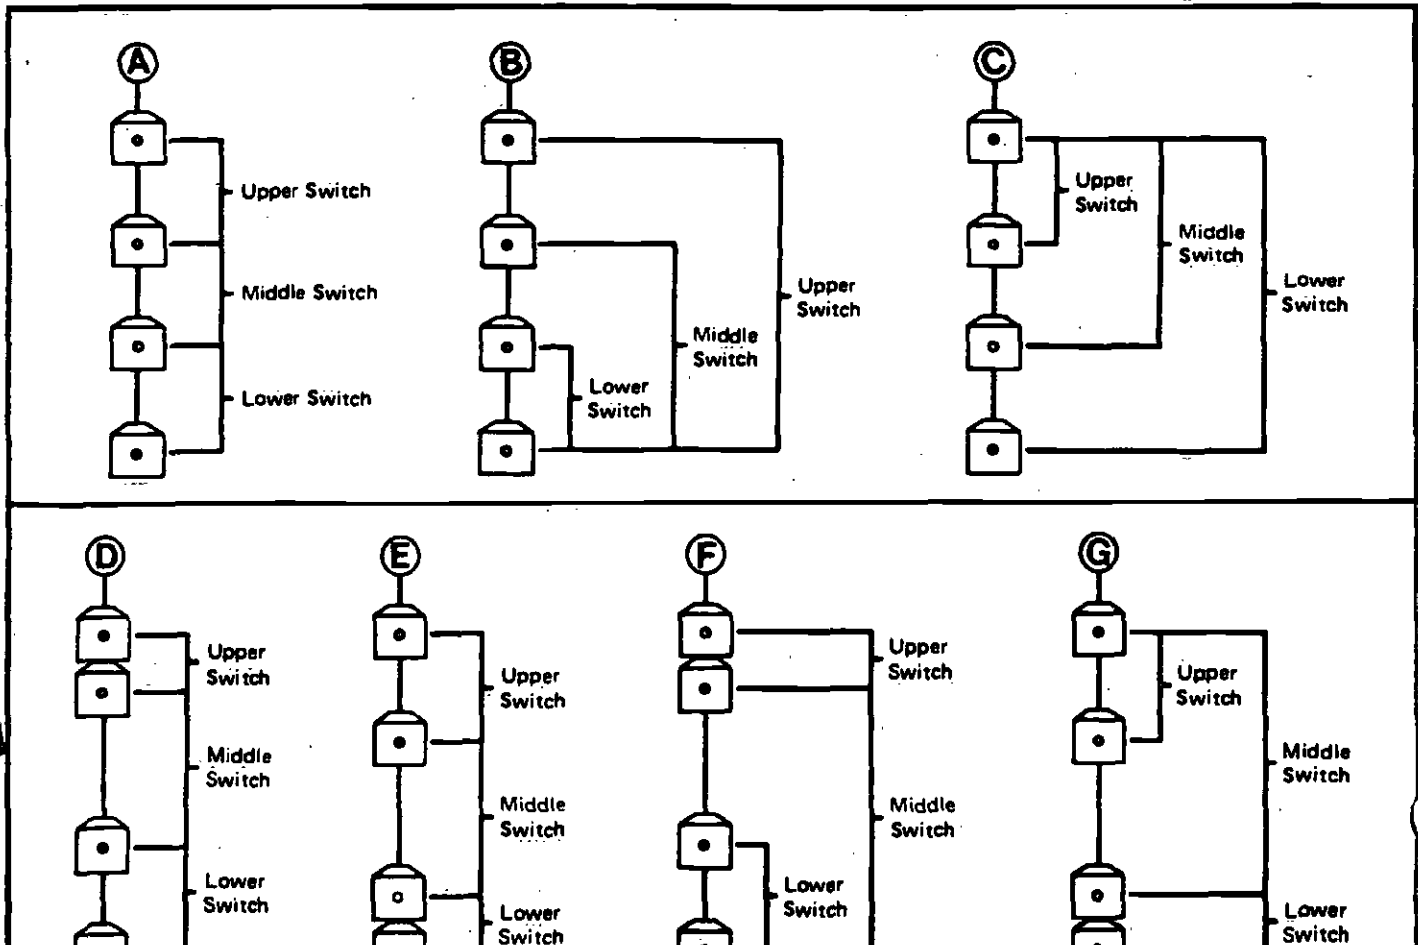 A
B
C
Upper Switch
Middle Switch
Lower Switch
Lower
Switch
Middle
Switch
Upper
Switch
Upper
Switch
Middle
Switch
Lower
Switch
D
E
F
G
Upper
Switch
Middle
Switch
Lower
Switch
Upper
Switch
Middle
Switch
Lower
Switch
Upper
Switch
Middle
Switch
Lower
Switch
Upper
Switch
Middle
Switch
Lower
Switch